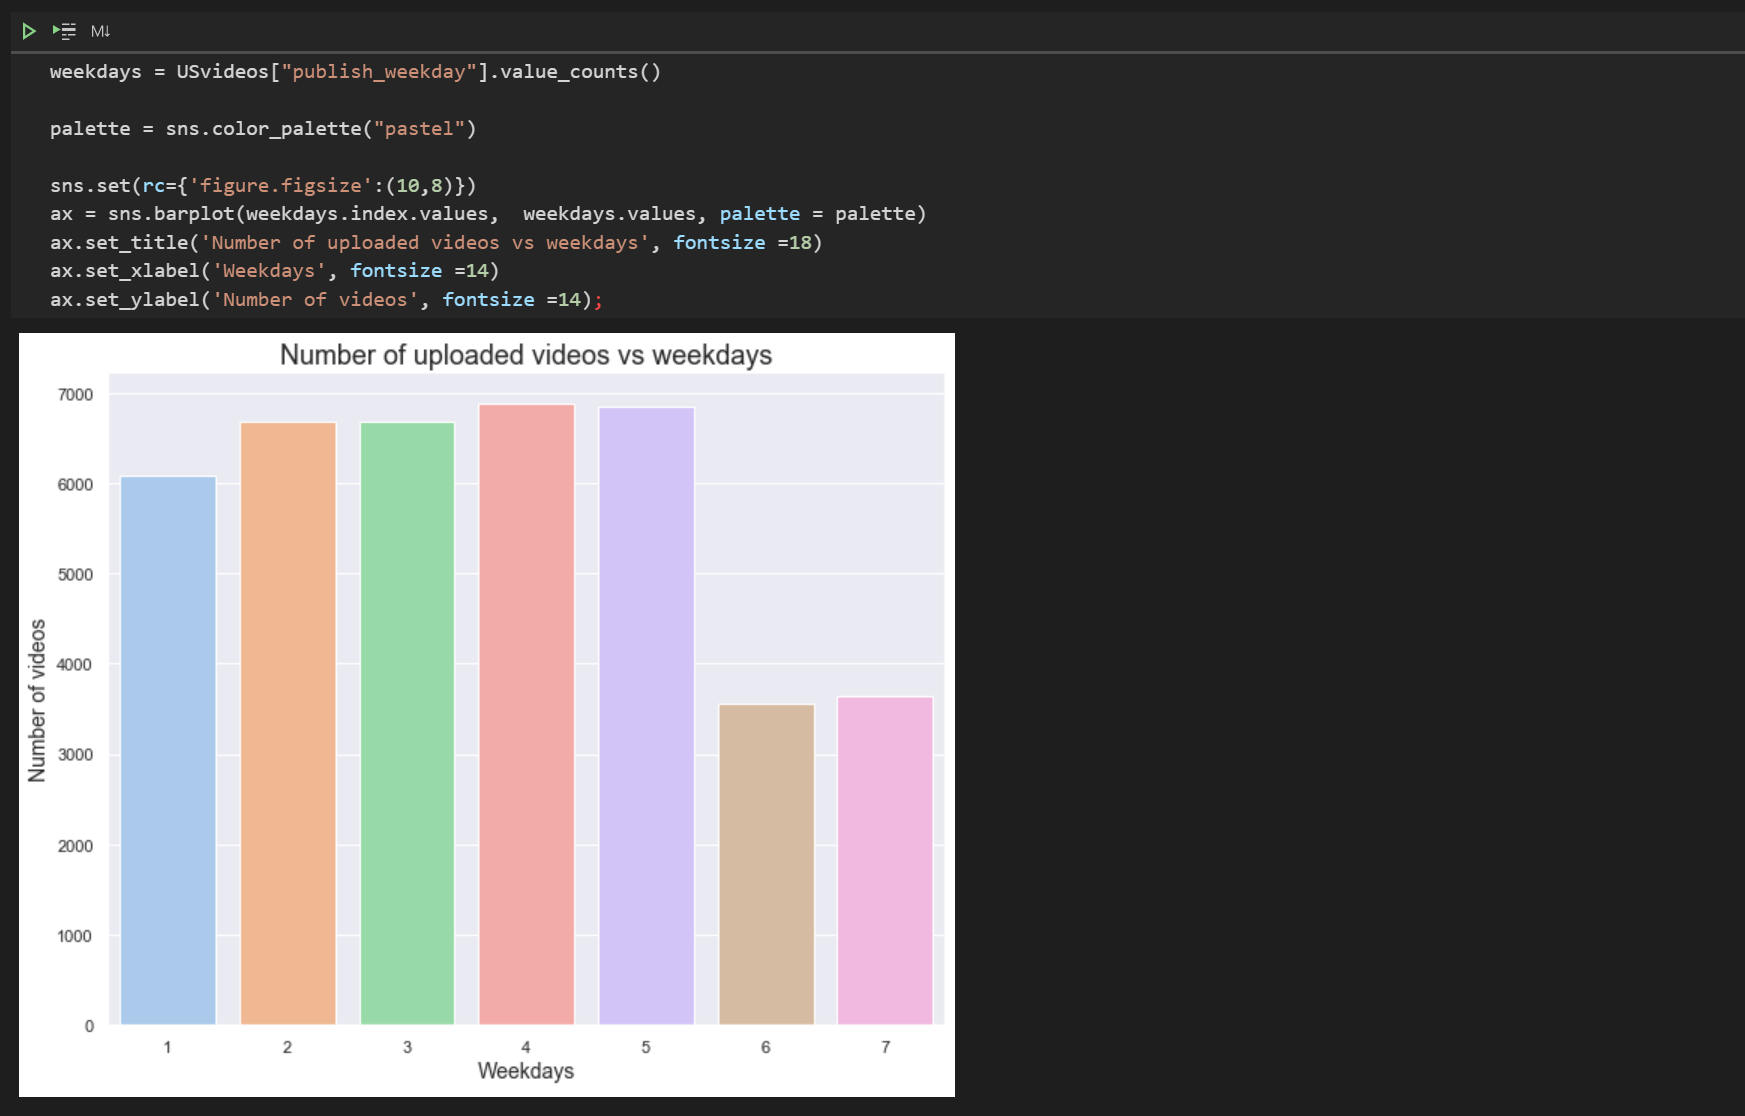 M↓
weekdays = USvideos["publish_weekday"].value_counts()
palette = sns.color_palette("pastel")
sns.set(rc={'figure.figsize':(10,8)})
ax = sns.barplot(weekdays.index.values,  weekdays.values, palette = palette)
ax.set_title('Number of uploaded videos vs weekdays', fontsize =18)
ax.set_xlabel('Weekdays', fontsize =14)
ax.set_ylabel('Number of videos', fontsize =14);
Number of uploaded videos vs weekdays
7000
6000
5000
4000
3000
2000
1000
0
Number of videos
1 2 3 4 5 6 7
Weekdays